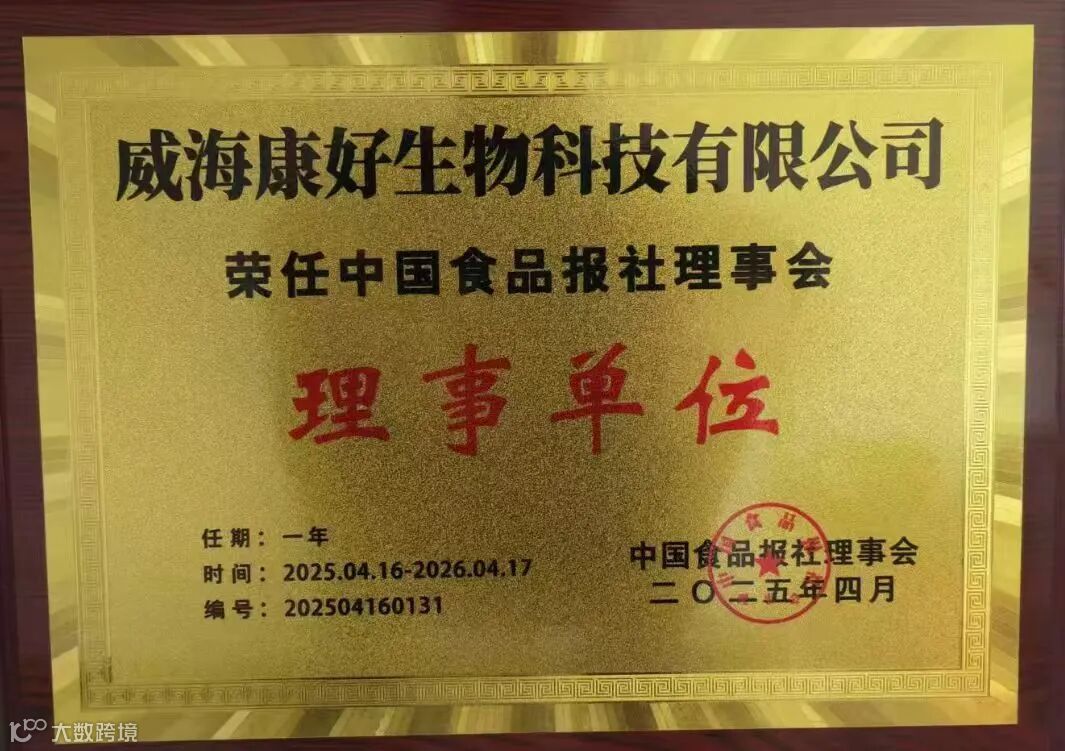 威海康好生物科技有限公司
荣任中国食品报社理事会
理事单位
任期：一年
时间：2025.04.16-2026.04.17
编号：202504160131
中国食品报社理事会
二〇二五年四月
大数跨境